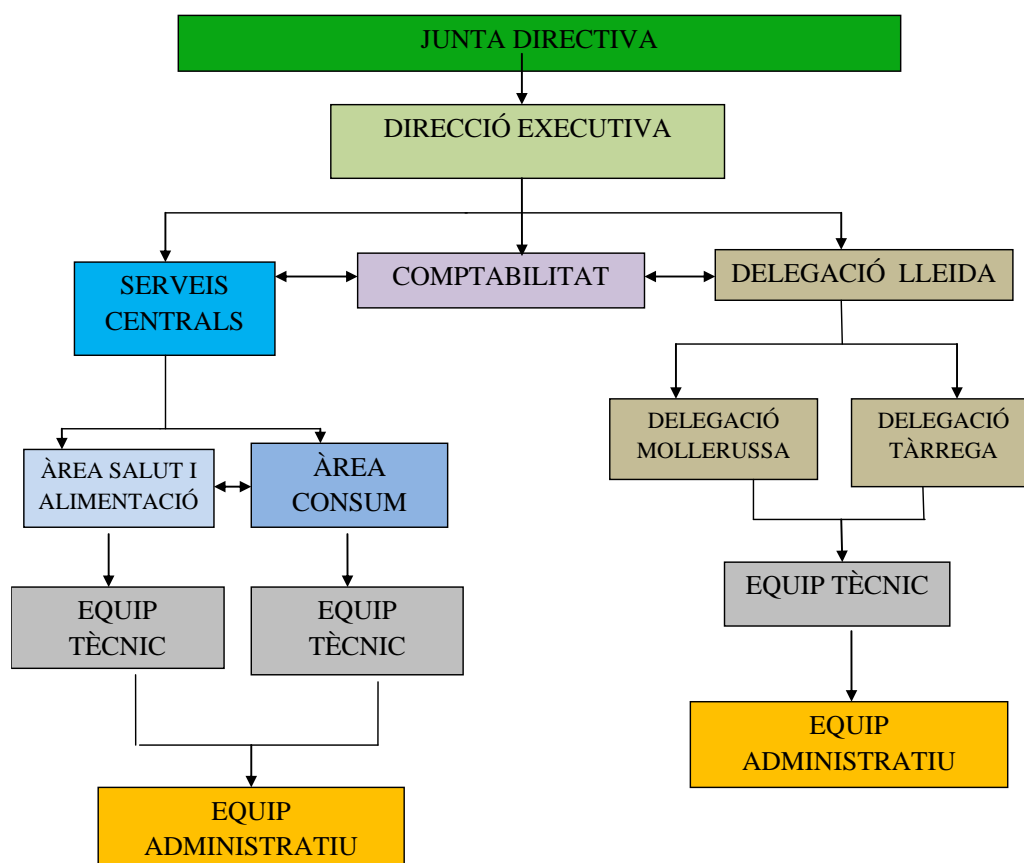 JUNTA DIRECTIVA
DIRECCIÓ EXECUTIVA
SERVEIS
CENTRALS
COMPTABILITAT
DELEGACIÓ LLEIDA
DELEGACIÓ
MOLLERUSSA
DELEGACIÓ
TÀRREGA
ÀREA SALUT I
ALIMENTACIÓ
ÀREA
CONSUM
EQUIP
TÈCNIC
EQUIP
TÈCNIC
EQUIP TÈCNIC
EQUIP
ADMINISTRATIU
EQUIP
ADMINISTRATIU